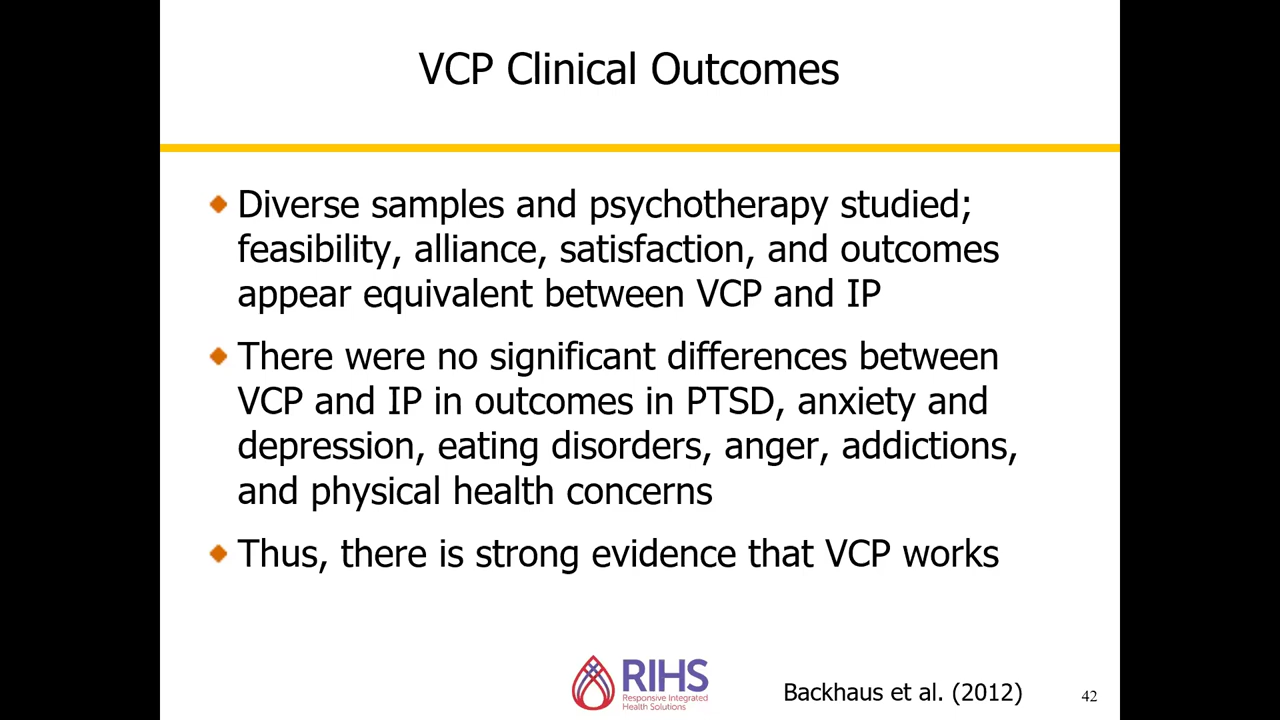 VCP Clinical Outcomes
Diverse samples and psychotherapy studied;
feasibility, alliance, satisfaction, and outcomes
appear equivalent between VCP and IP
There were no significant differences between
VCP and IP in outcomes in PTSD, anxiety and
depression, eating disorders, anger, addictions,
and physical health concerns
Thus, there is strong evidence that VCP works
RIHS
Responsive Integrated
Health Solutions
Backhaus et al. (2012)
42